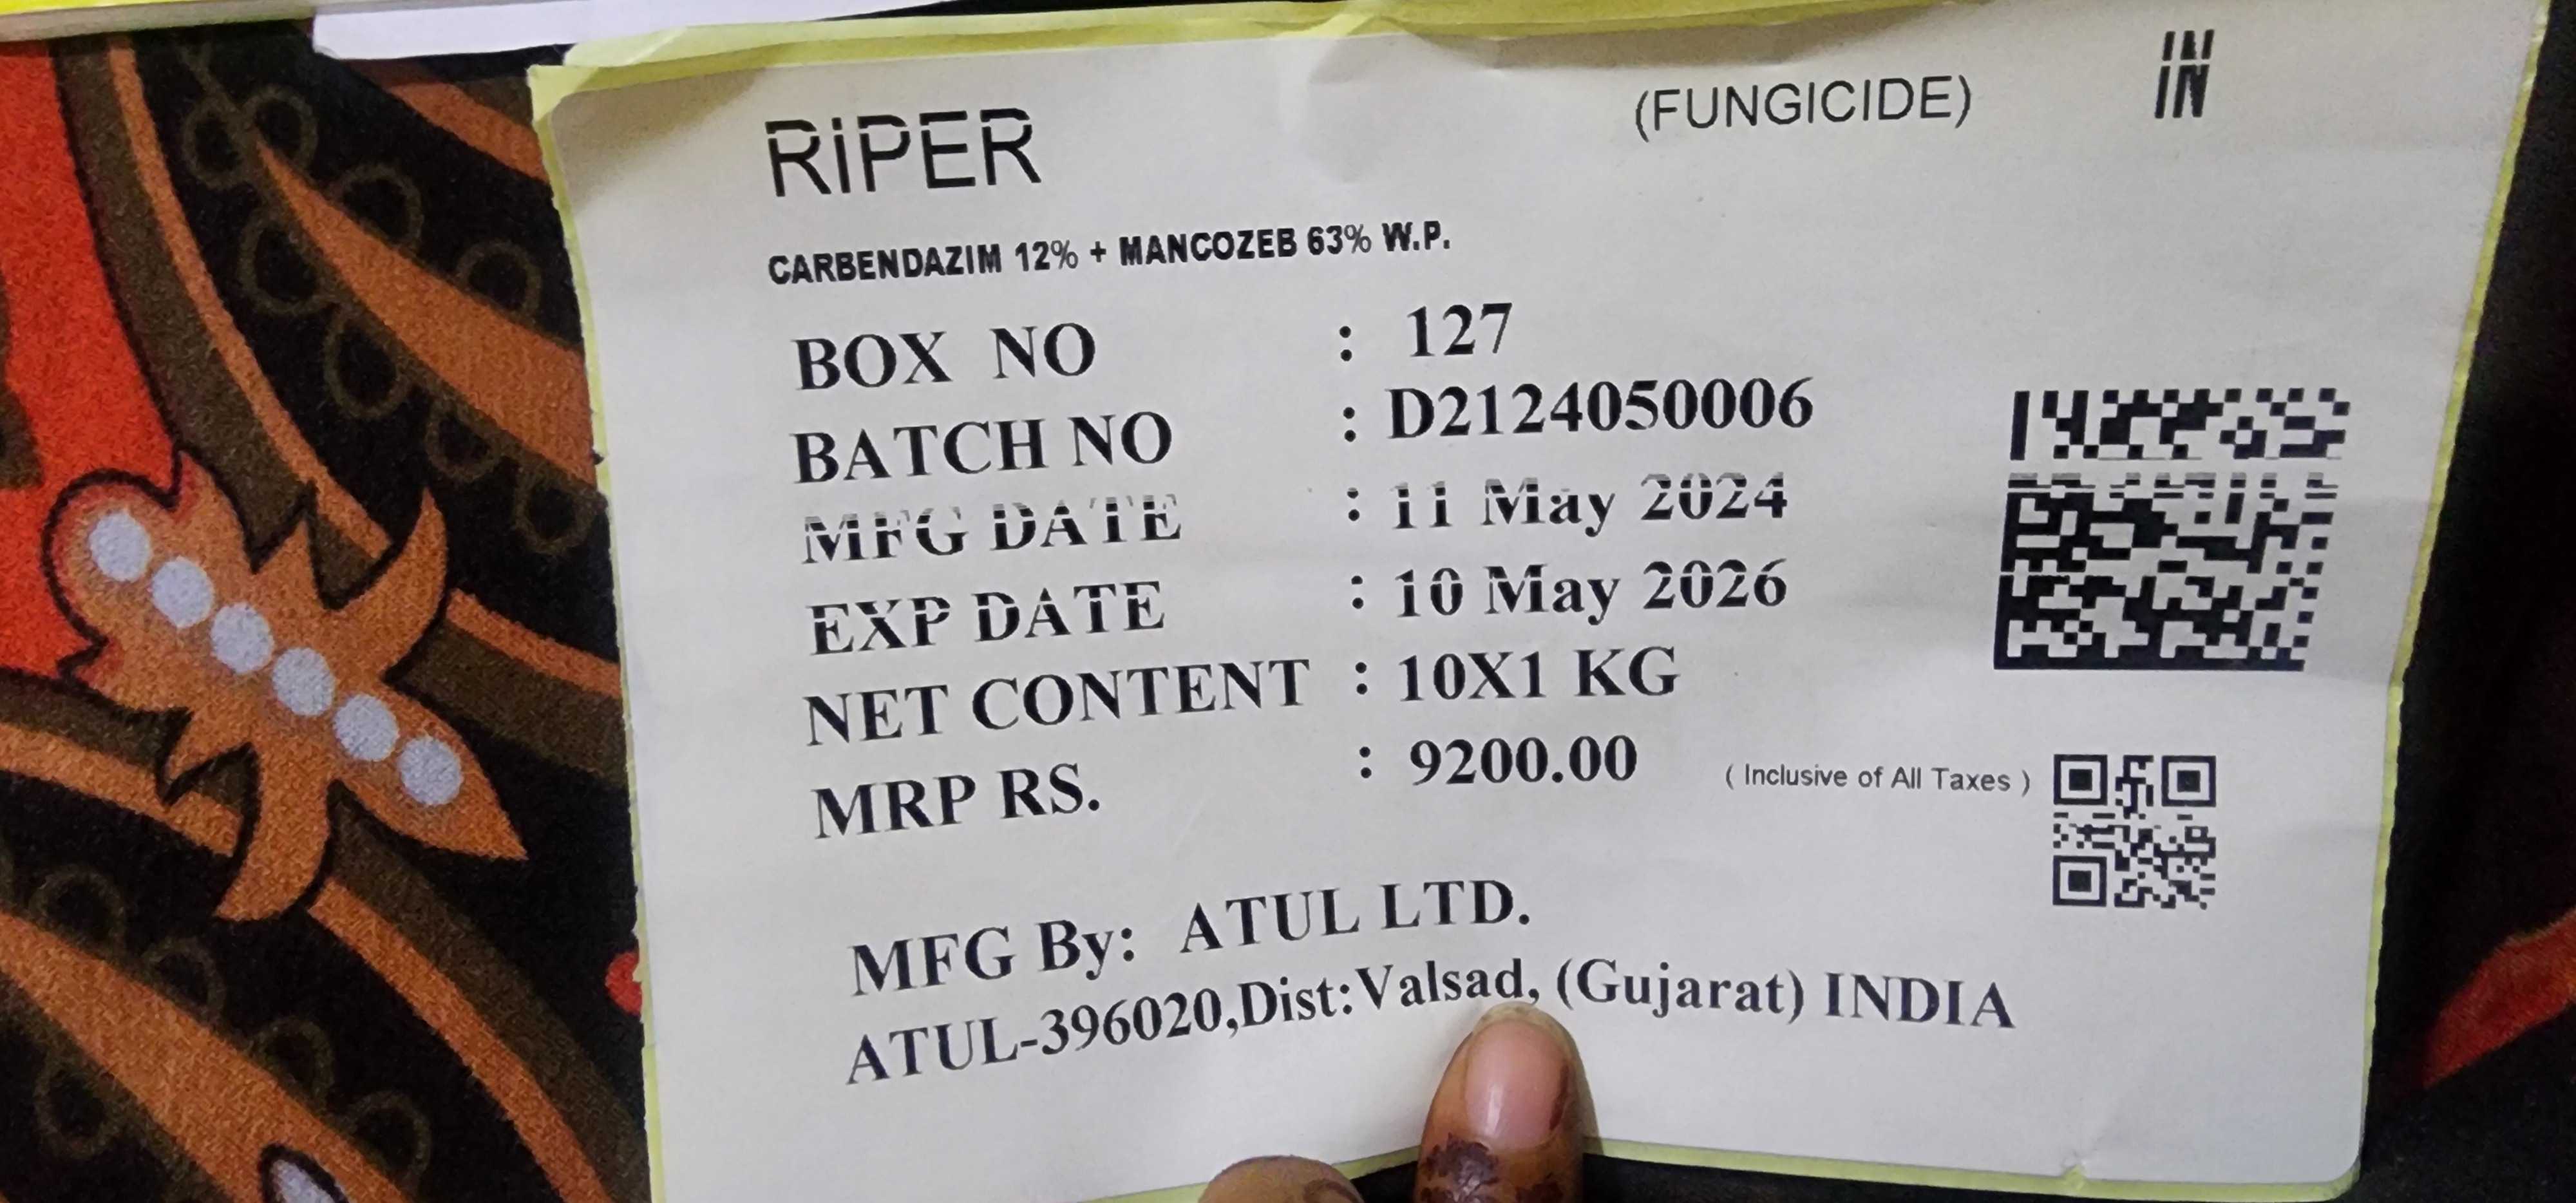 RiPER (FUNGICIDE) IN
CARBENDAZIM 12% + MANCOZEB 63% W.P.
BOX NO : 127
BATCH NO : D2124050006
MFG DATE : 11 May 2024
EXP DATE : 10 May 2026
NET CONTENT : 10X1 KG
MRP RS. : 9200.00 ( Inclusive of All Taxes )
MFG By: ATUL LTD.
ATUL-396020,Dist:Valsad, (Gujarat) INDIA